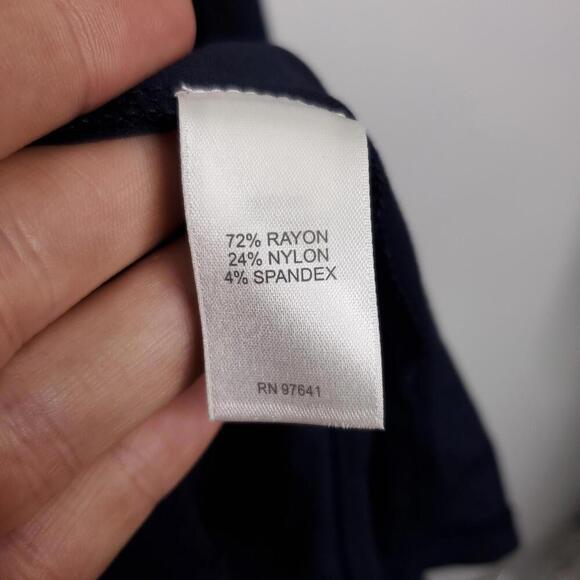 72% RAYON
24% NYLON
4% SPANDEX
RN 97641